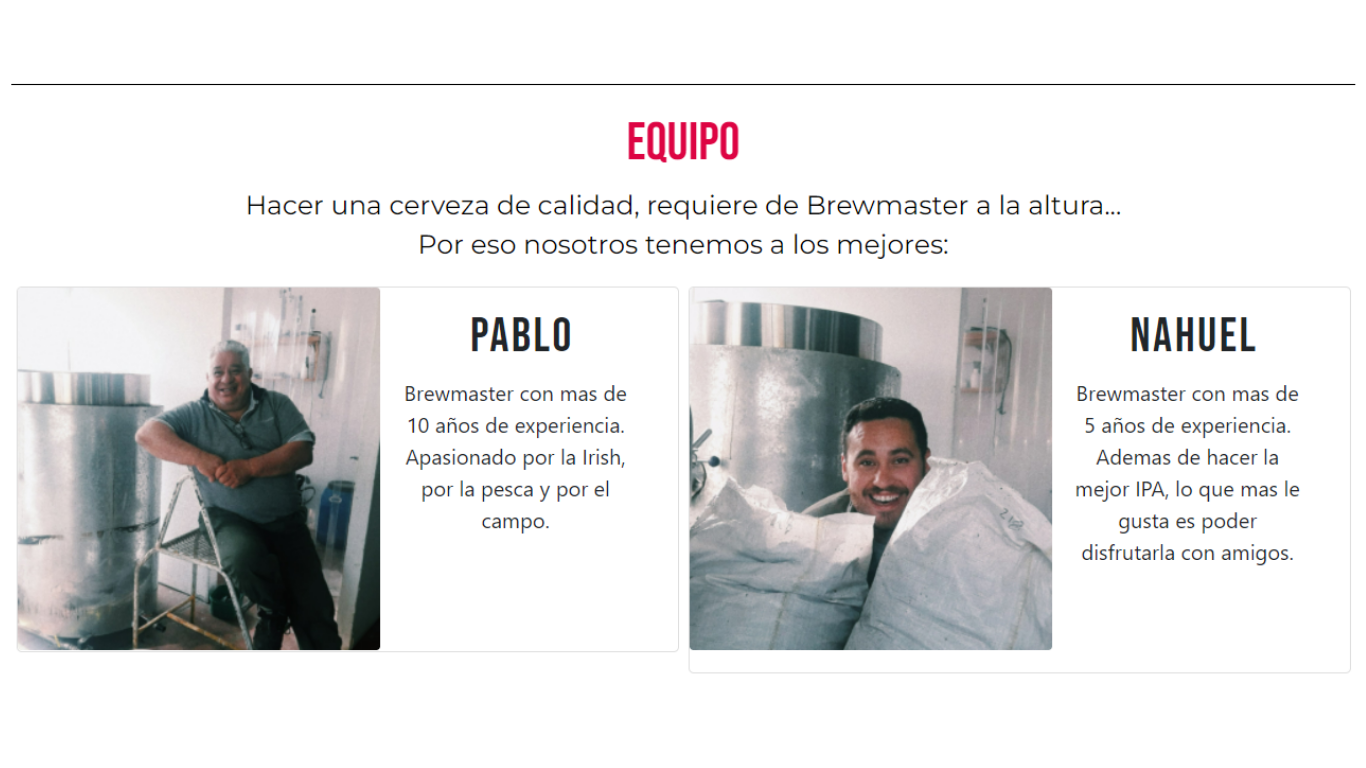 EQUIPO
Hacer una cerveza de calidad, requiere de Brewmaster a la altura...
Por eso nosotros tenemos a los mejores:
PABLO
Brewmaster con mas de
10 años de experiencia.
Apasionado por la Irish,
por la pesca y por el
campo.
NAHUEL
Brewmaster con mas de
5 años de experiencia.
Ademas de hacer la
mejor IPA, lo que mas le
gusta es poder
disfrutarla con amigos.